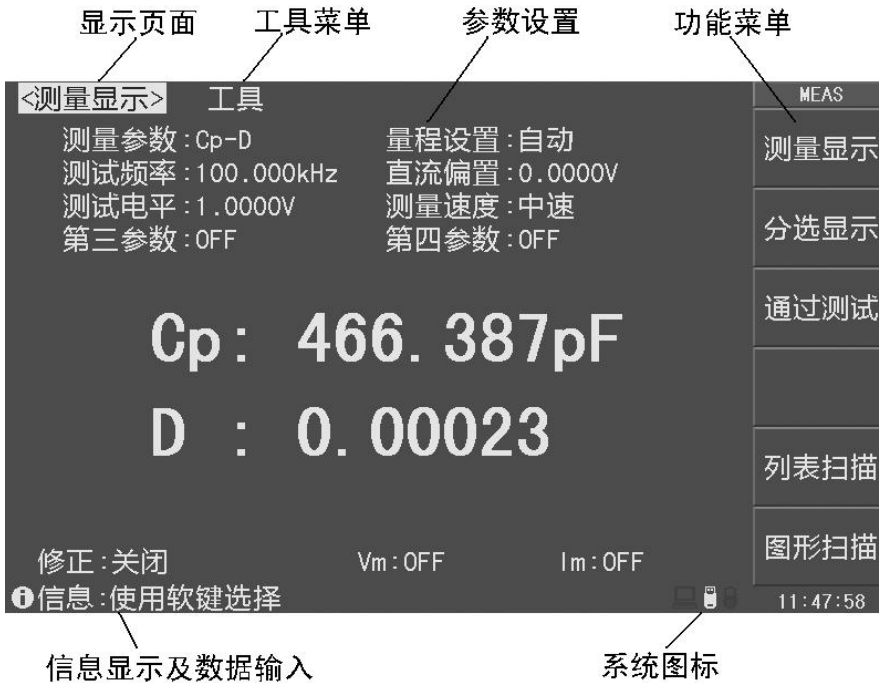 显示页面 工具菜单 参数设置 功能菜单
<测量显示> 工具 MEAS
测量参数:Cp-D 量程设置:自动
测试频率:100.000kHz 直流偏置:0.0000V
测试电平:1.0000V 测量速度:中速
第三参数:OFF 第四参数:OFF
测量显示
分选显示
通过测试
列表扫描
图形扫描
Cp: 466.387pF
D : 0.00023
修正:关闭 Vm:OFF Im:OFF
信息:使用软键选择 11:47:58
信息显示及数据输入 系统图标